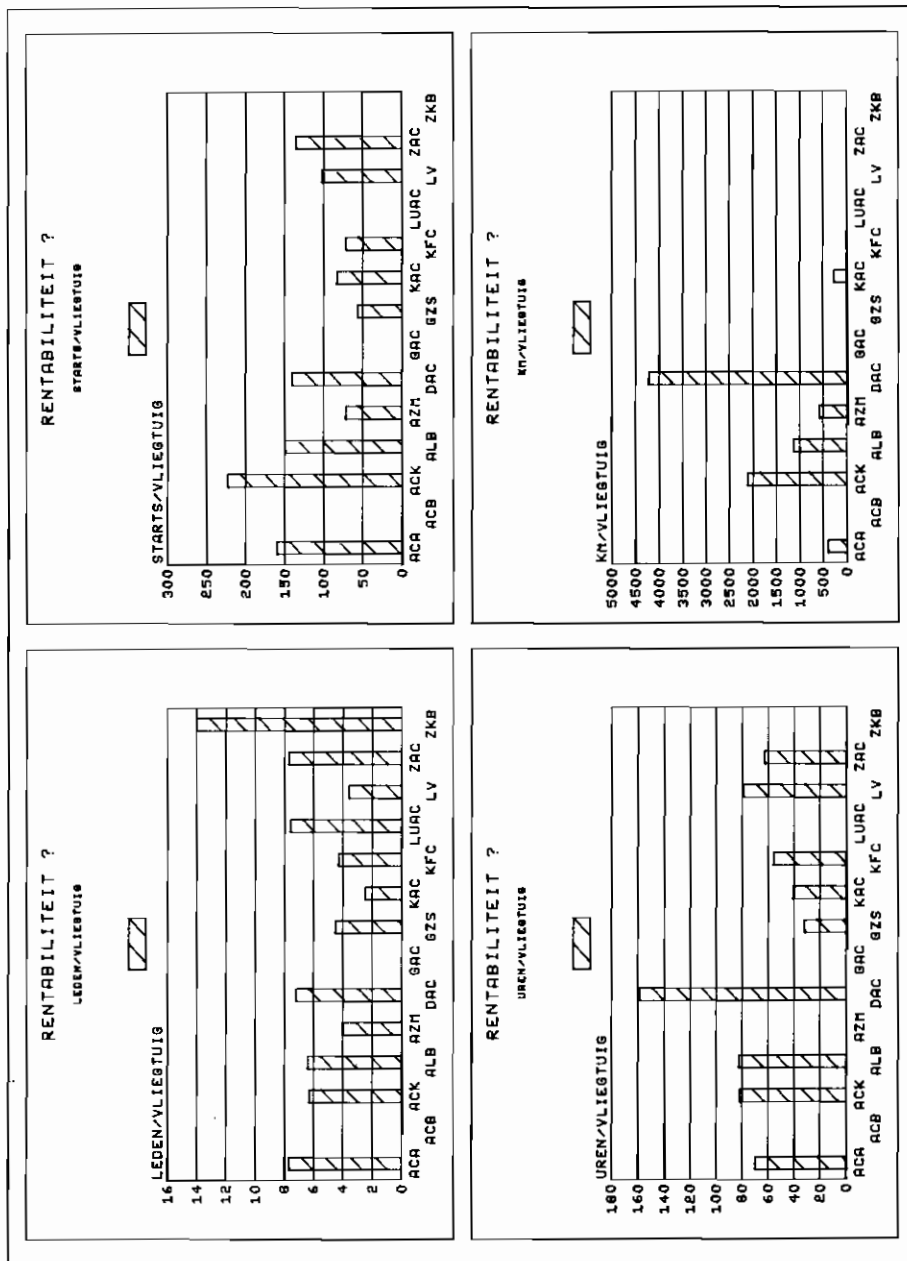 RENTABILITEIT ?
LEDEN/VLIEGTUIG
LEDEN/VLIEGTUIG
16
14
12
10
8
6
4
2
0
ACA ACB ACK ALB AZM DAC GAC GZS KAC KFC LUAC LV ZAC ZKB
RENTABILITEIT ?
STARTS/VLIEGTUIG
STARTS/VLIEGTUIG
300
250
200
150
100
50
0
ACA ACB ACK ALB AZM DAC GAC GZS KAC KFC LUAC LV ZAC ZKB
RENTABILITEIT ?
UREN/VLIEGTUIG
UREN/VLIEGTUIG
180
160
140
120
100
80
60
40
20
0
ACA ACB ACK ALB AZM DAC GAC GZS KAC KFC LUAC LV ZAC ZKB
RENTABILITEIT ?
KM/VLIEGTUIG
KM/VLIEGTUIG
5000
4500
4000
3500
3000
2500
2000
1500
1000
500
0
ACA ACB ACK ALB AZM DAC GAC GZS KAC KFC LUAC LV ZAC ZKB